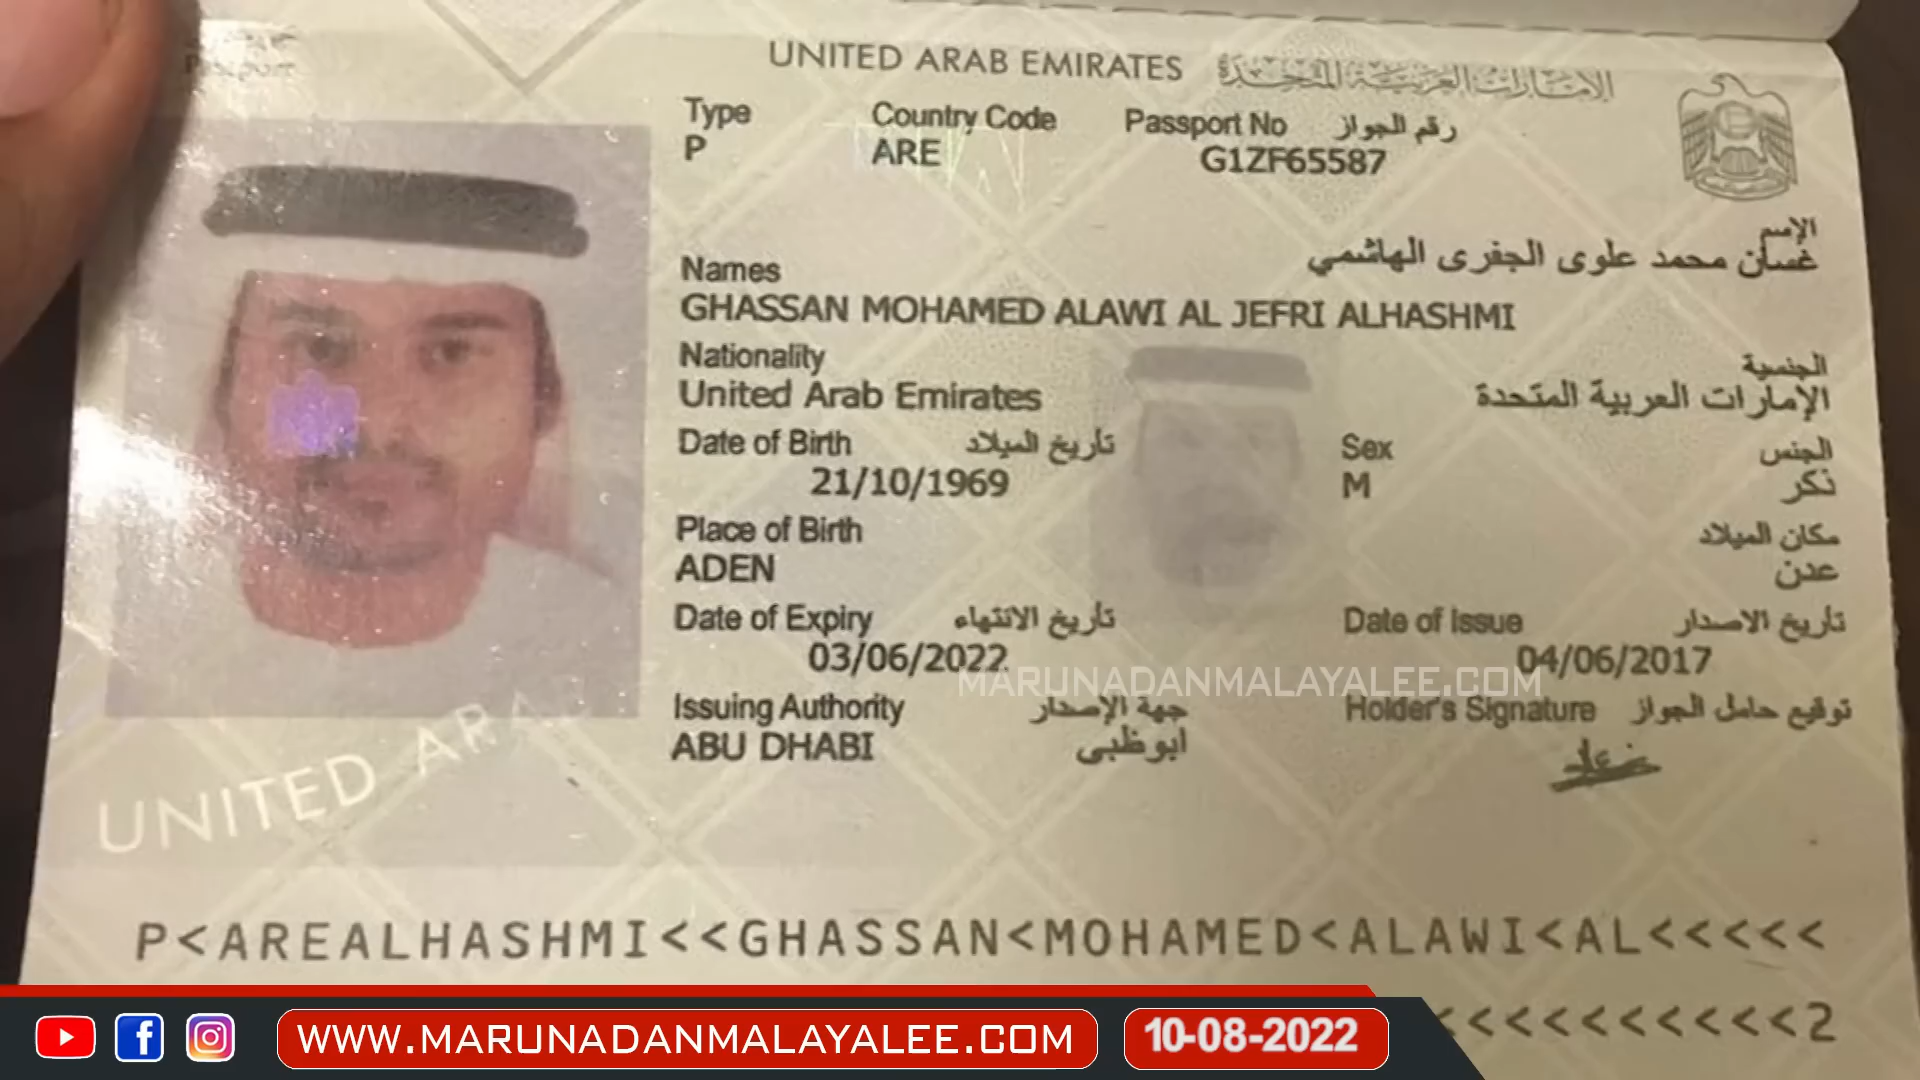 Passport
UNITED ARAB EMIRATES الإمارات العربية المتحدة
Type Country Code Passport No رقم الجواز
P ARE G1ZF65587
الإسم
غسان محمد علوى الجفرى الهاشمي
Names
GHASSAN MOHAMED ALAWI AL JEFRI ALHASHMI
Nationality الجنسية
United Arab Emirates الإمارات العربية المتحدة
Date of Birth تأريخ الميلاد Sex الجنس
21/10/1969 M ذكر
Place of Birth مكان الميلاد
ADEN عدن
Date of Expiry تأريخ الانتهاء Date of Issue تأريخ الاصدار
03/06/2022 04/06/2017
MARUNADANMALAYALEE.COM
Issuing Authority جهة الإصدار Holder's Signature توقيع حامل الجواز
ABU DHABI ابوظبى
UNITED ARA
P<AREALHASHMI<<GHASSAN<MOHAMED<ALAWI<AL<<<<<
<<<<<<<<<<2
WWW.MARUNADANMALAYALEE.COM 10-08-2022